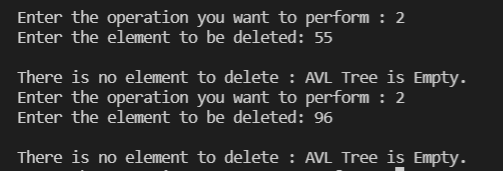 Enter the operation you want to perform : 2
Enter the element to be deleted: 55
There is no element to delete : AVL Tree is Empty.
Enter the operation you want to perform : 2
Enter the element to be deleted: 96
There is no element to delete : AVL Tree is Empty.